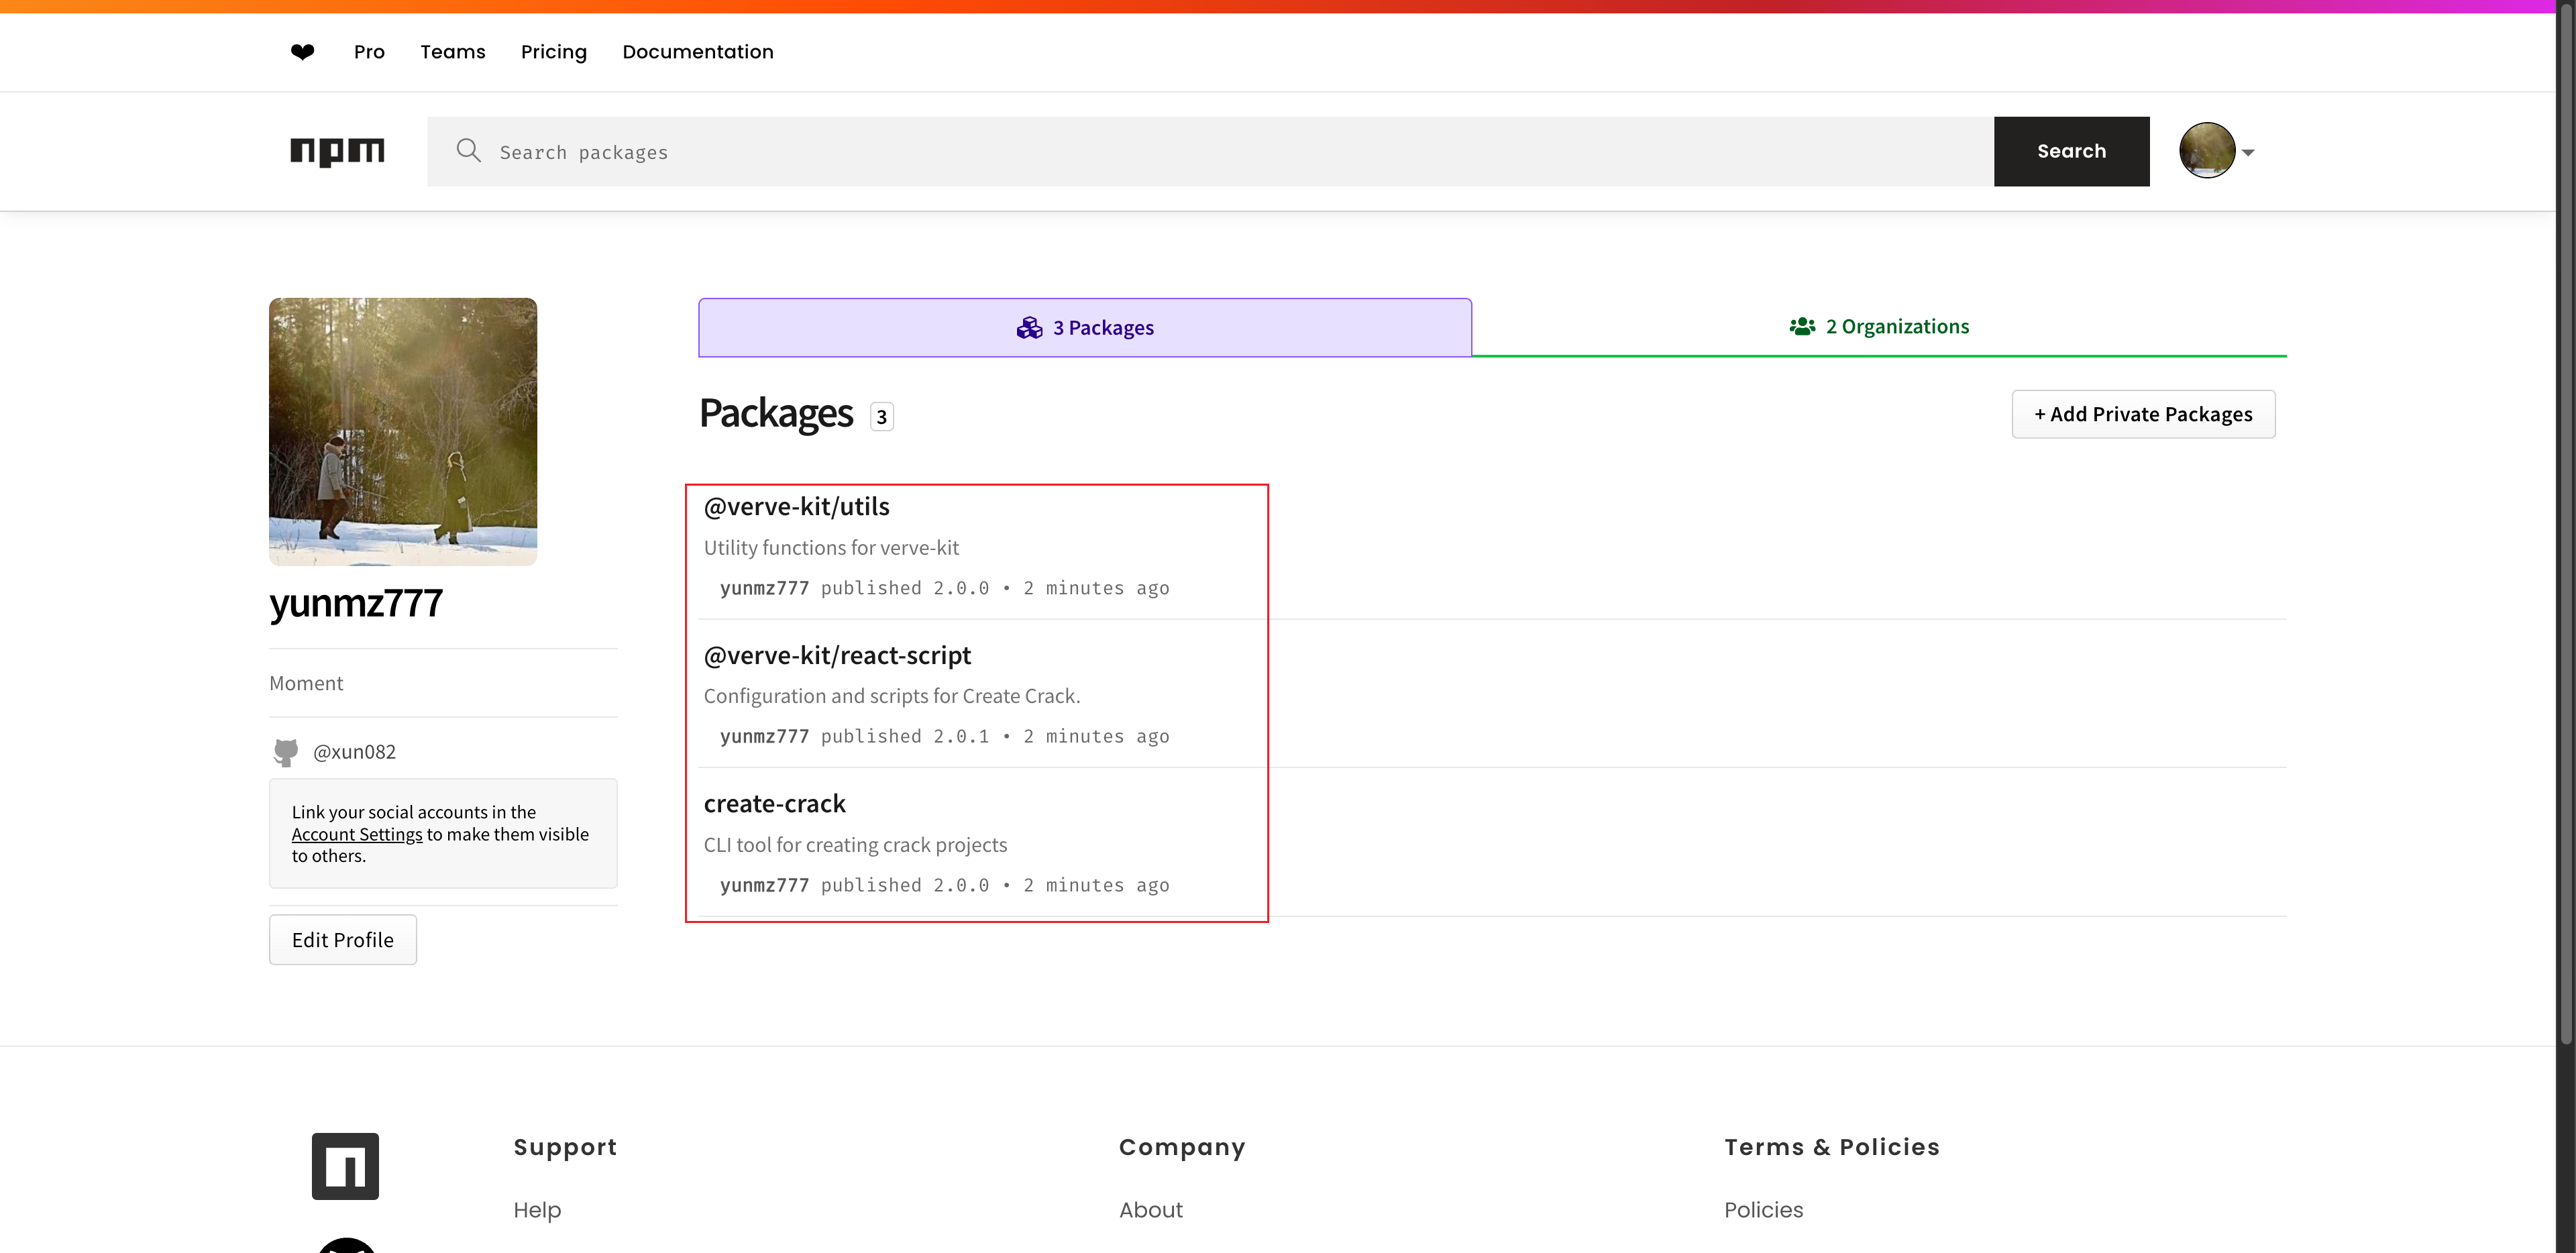 ❤ Pro Teams Pricing Documentation
npm Search packages Search
3 Packages
2 Organizations
Packages 3
+ Add Private Packages
@verve-kit/utils
Utility functions for verve-kit
yunmz777 published 2.0.0 • 2 minutes ago
@verve-kit/react-script
Configuration and scripts for Create Crack.
yunmz777 published 2.0.1 • 2 minutes ago
create-crack
CLI tool for creating crack projects
yunmz777 published 2.0.0 • 2 minutes ago
yunmz777
Moment
@xun082
Link your social accounts in the
Account Settings to make them visible
to others.
Edit Profile
Support
Help
Company
About
Terms & Policies
Policies